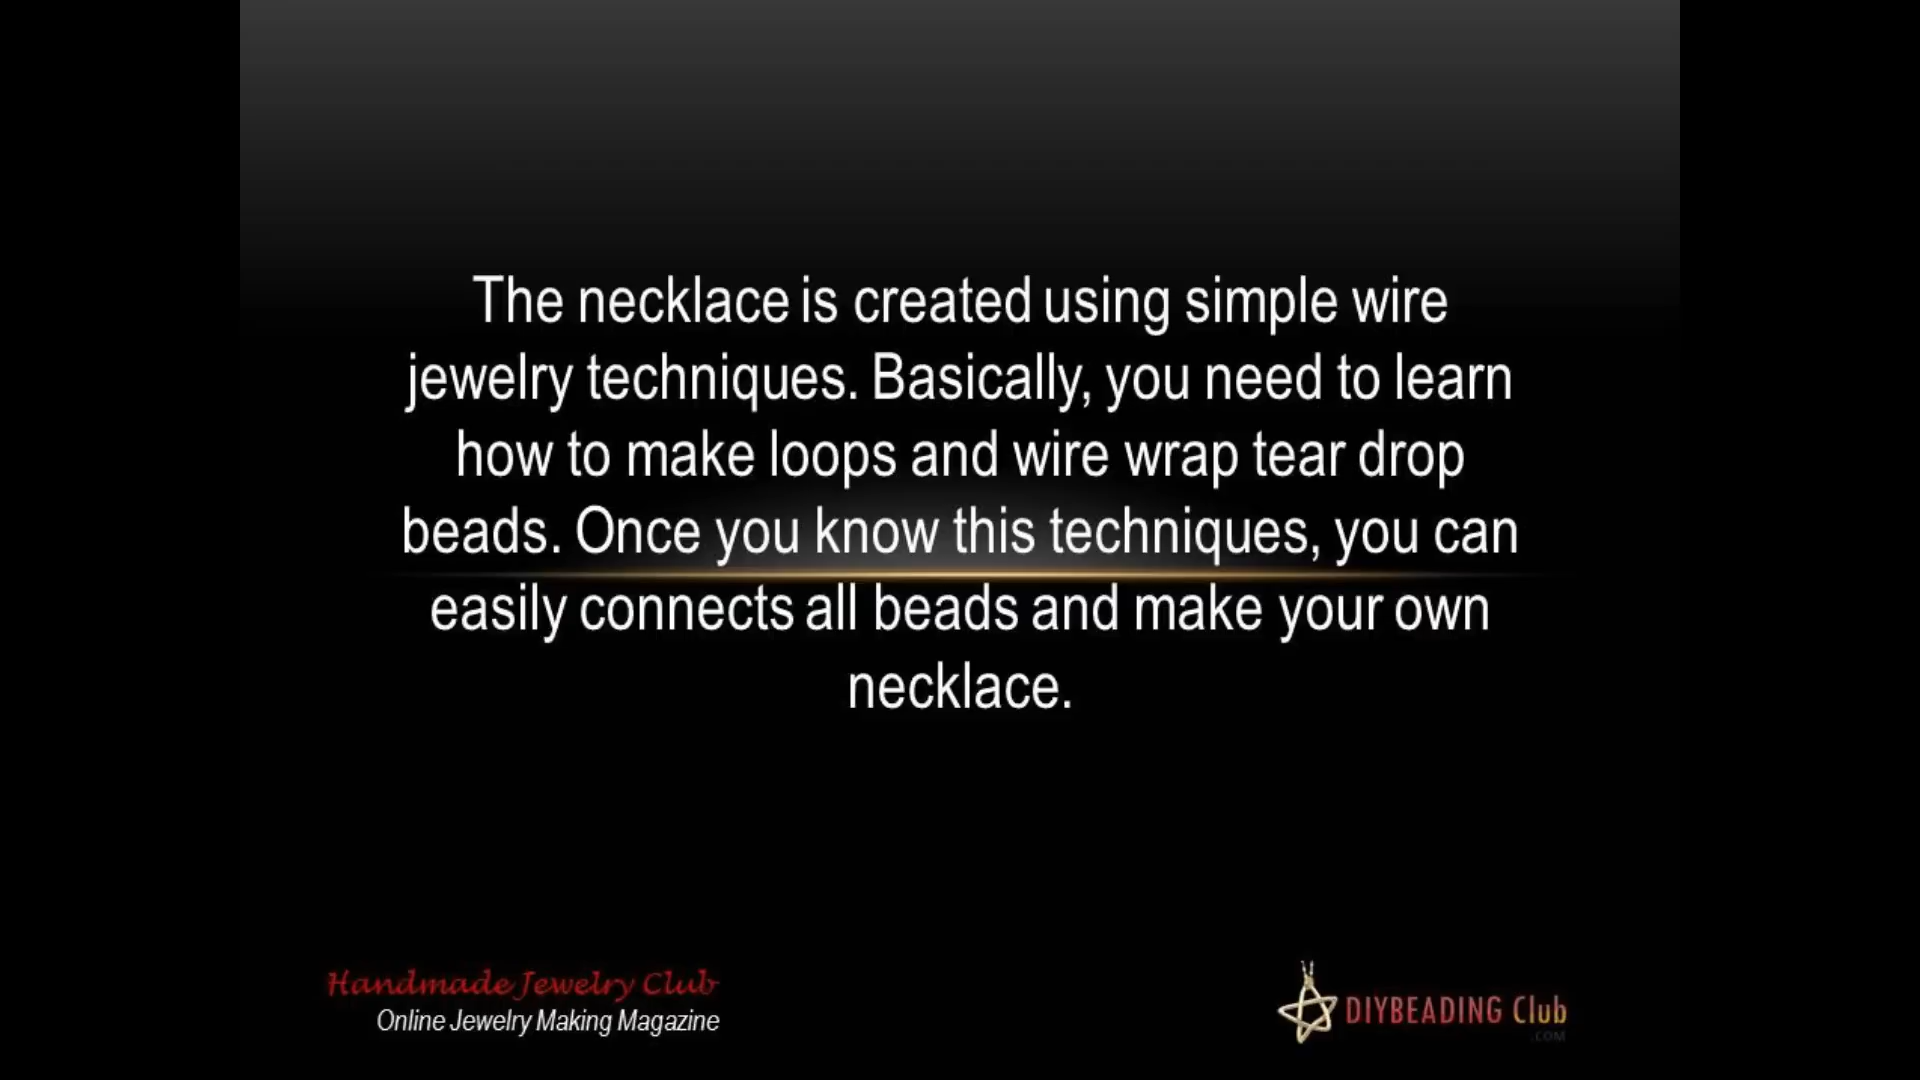 The necklace is created using simple wire
jewelry techniques. Basically, you need to learn
how to make loops and wire wrap tear drop
beads. Once you know this techniques, you can
easily connects all beads and make your own
necklace.
Handmade Jewelry Club
Online Jewelry Making Magazine
DIYBEADING Club
.COM